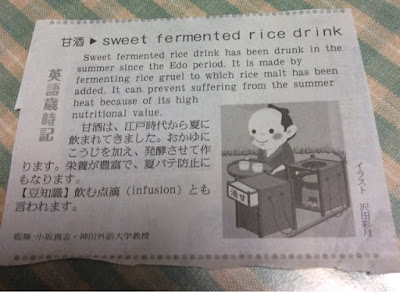 甘酒▶sweet fermented rice drink
英語歳時記
Sweet fermented rice drink has been drunk in the
summer since the Edo period. It is made by
fermenting rice gruel to which rice malt has been
added. It can prevent suffering from the summer
heat because of its high
nutritional value.
甘酒は、江戸時代から夏に
飲まれてきました。おかゆに
こうじを加え、発酵させて作
ります。栄養が豊富で、夏バテ防止に
もなります。
【豆知識】飲む点滴（infusion）とも
言われます。
監修・小坂貴志・神田外語大学教授
甘酒
イラスト 沢田彩月